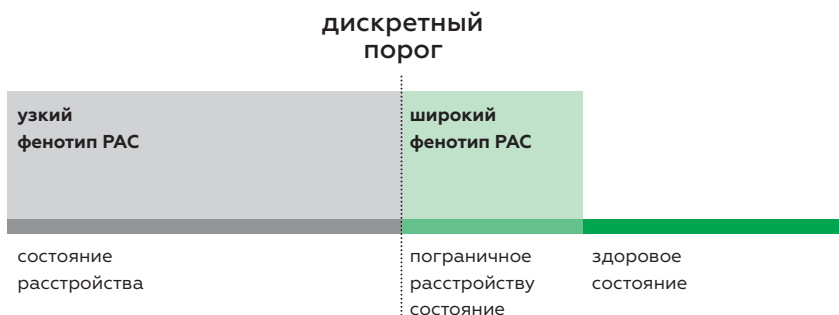 дискретный
порог
узкий
фенотип РАС
широкий
фенотип РАС
состояние
расстройства
пограничное
расстройству
состояние
здоровое
состояние